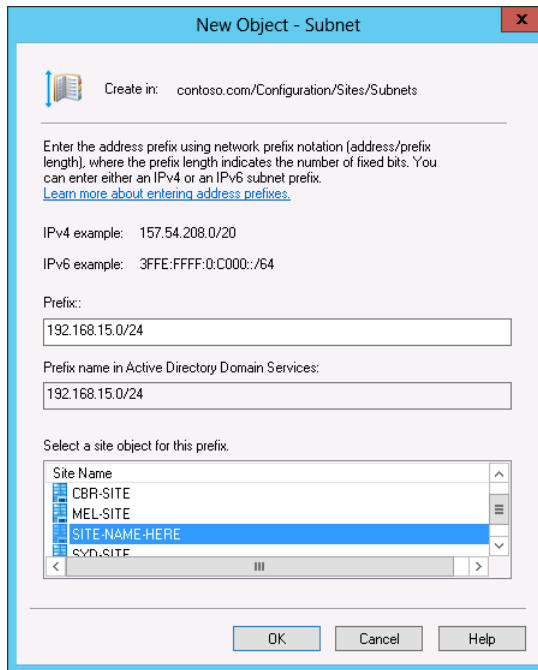 New Object - Subnet
x
Create in: contoso.com/Configuration/Sites/Subnets
Enter the address prefix using network prefix notation (address/prefix
length), where the prefix length indicates the number of fixed bits. You
can enter either an IPv4 or an IPv6 subnet prefix.
Learn more about entering address prefixes.
IPv4 example: 157.54.208.0/20
IPv6 example: 3FFE:FFFF:0:C000::/64
Prefix::
192.168.15.0/24
Prefix name in Active Directory Domain Services:
192.168.15.0/24
Select a site object for this prefix.
Site Name
CBR-SITE
MEL-SITE
SITE-NAME-HERE
SYD-SITE
OK Cancel Help